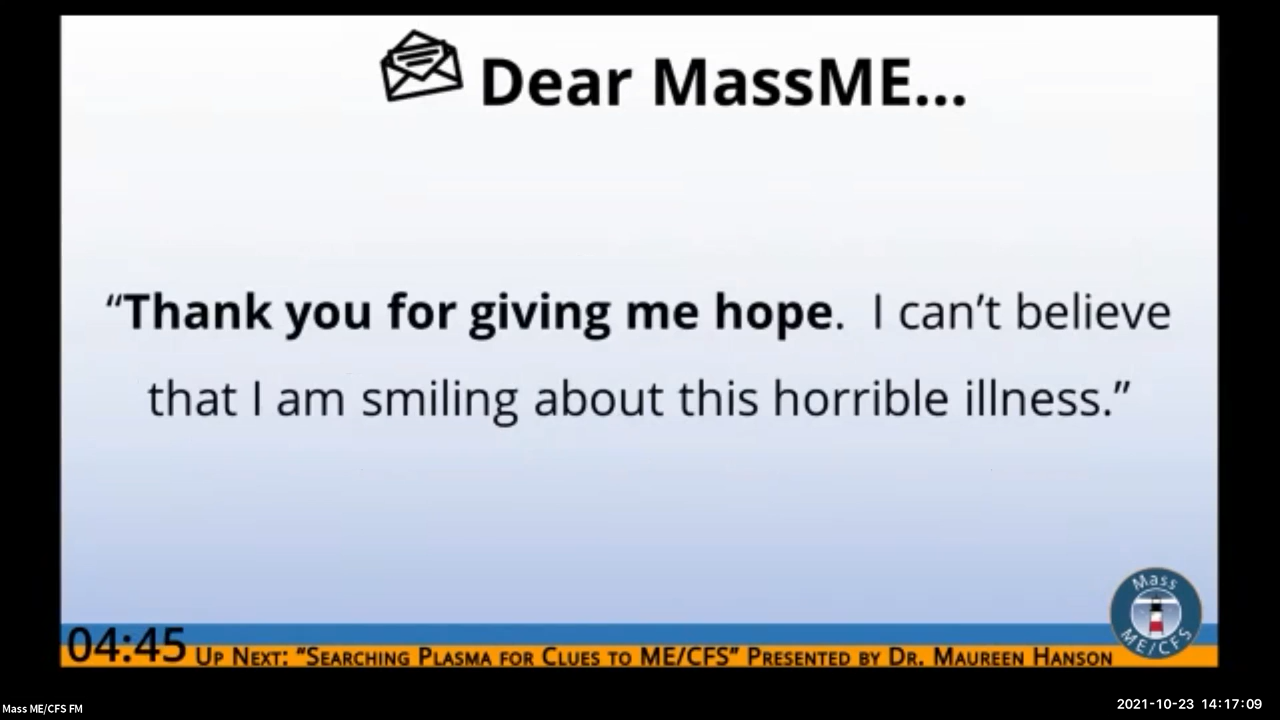 Dear MassME...
“Thank you for giving me hope.  I can’t believe
that I am smiling about this horrible illness.”
Mass
ME/CFS
04:45
Up Next: “Searching Plasma for Clues to ME/CFS” Presented by Dr. Maureen Hanson
Mass ME/CFS FM
2021-10-23 14:17:09